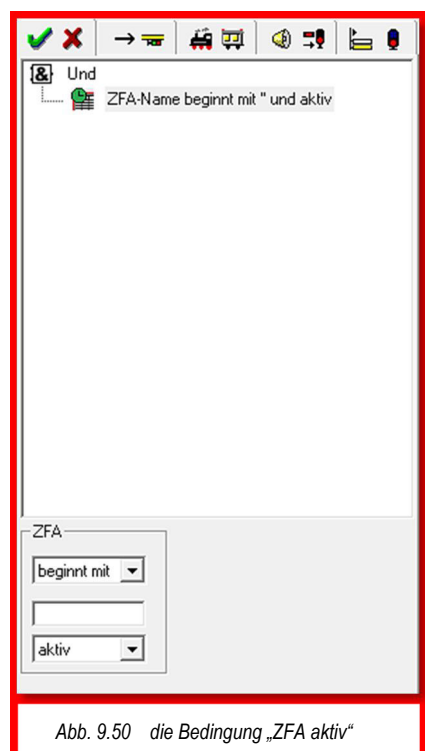 &
Und
ZFA-Name beginnt mit " und aktiv
ZFA
beginnt mit
aktiv
Abb. 9.50 die Bedingung „ZFA aktiv“